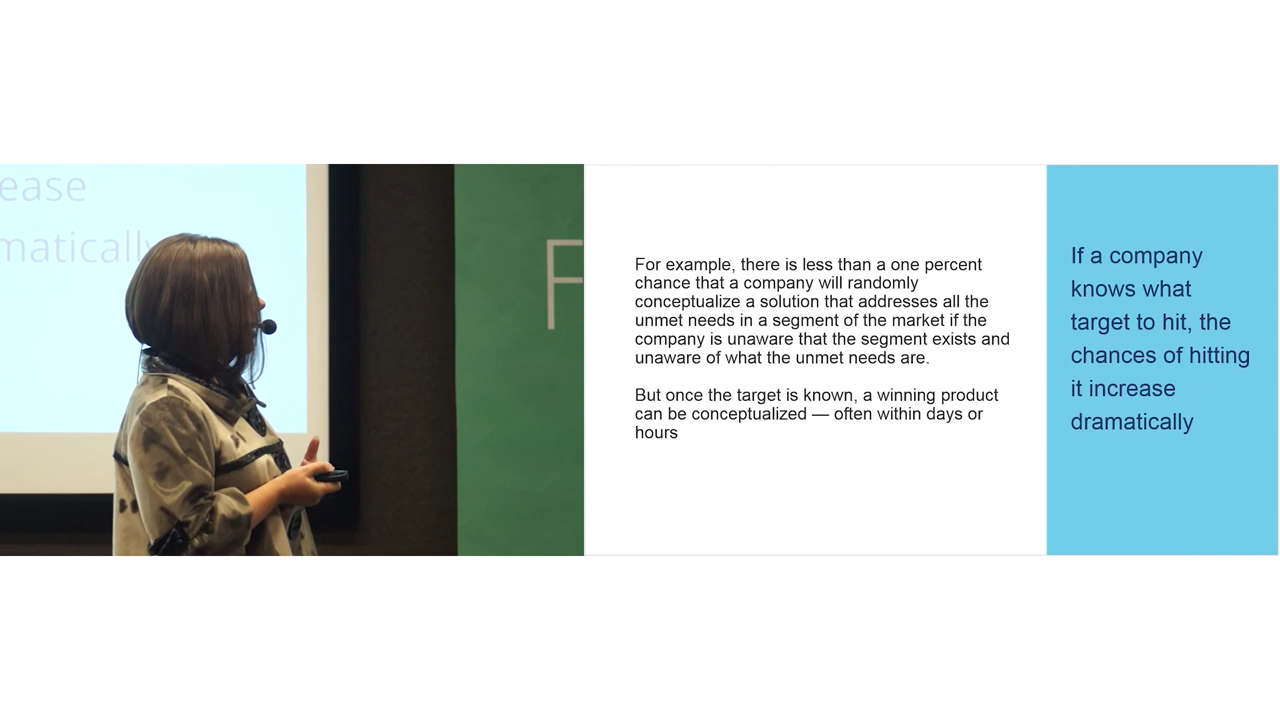 ease
matically
F
For example, there is less than a one percent
chance that a company will randomly
conceptualize a solution that addresses all the
unmet needs in a segment of the market if the
company is unaware that the segment exists and
unaware of what the unmet needs are.
But once the target is known, a winning product
can be conceptualized — often within days or
hours
If a company
knows what
target to hit, the
chances of hitting
it increase
dramatically